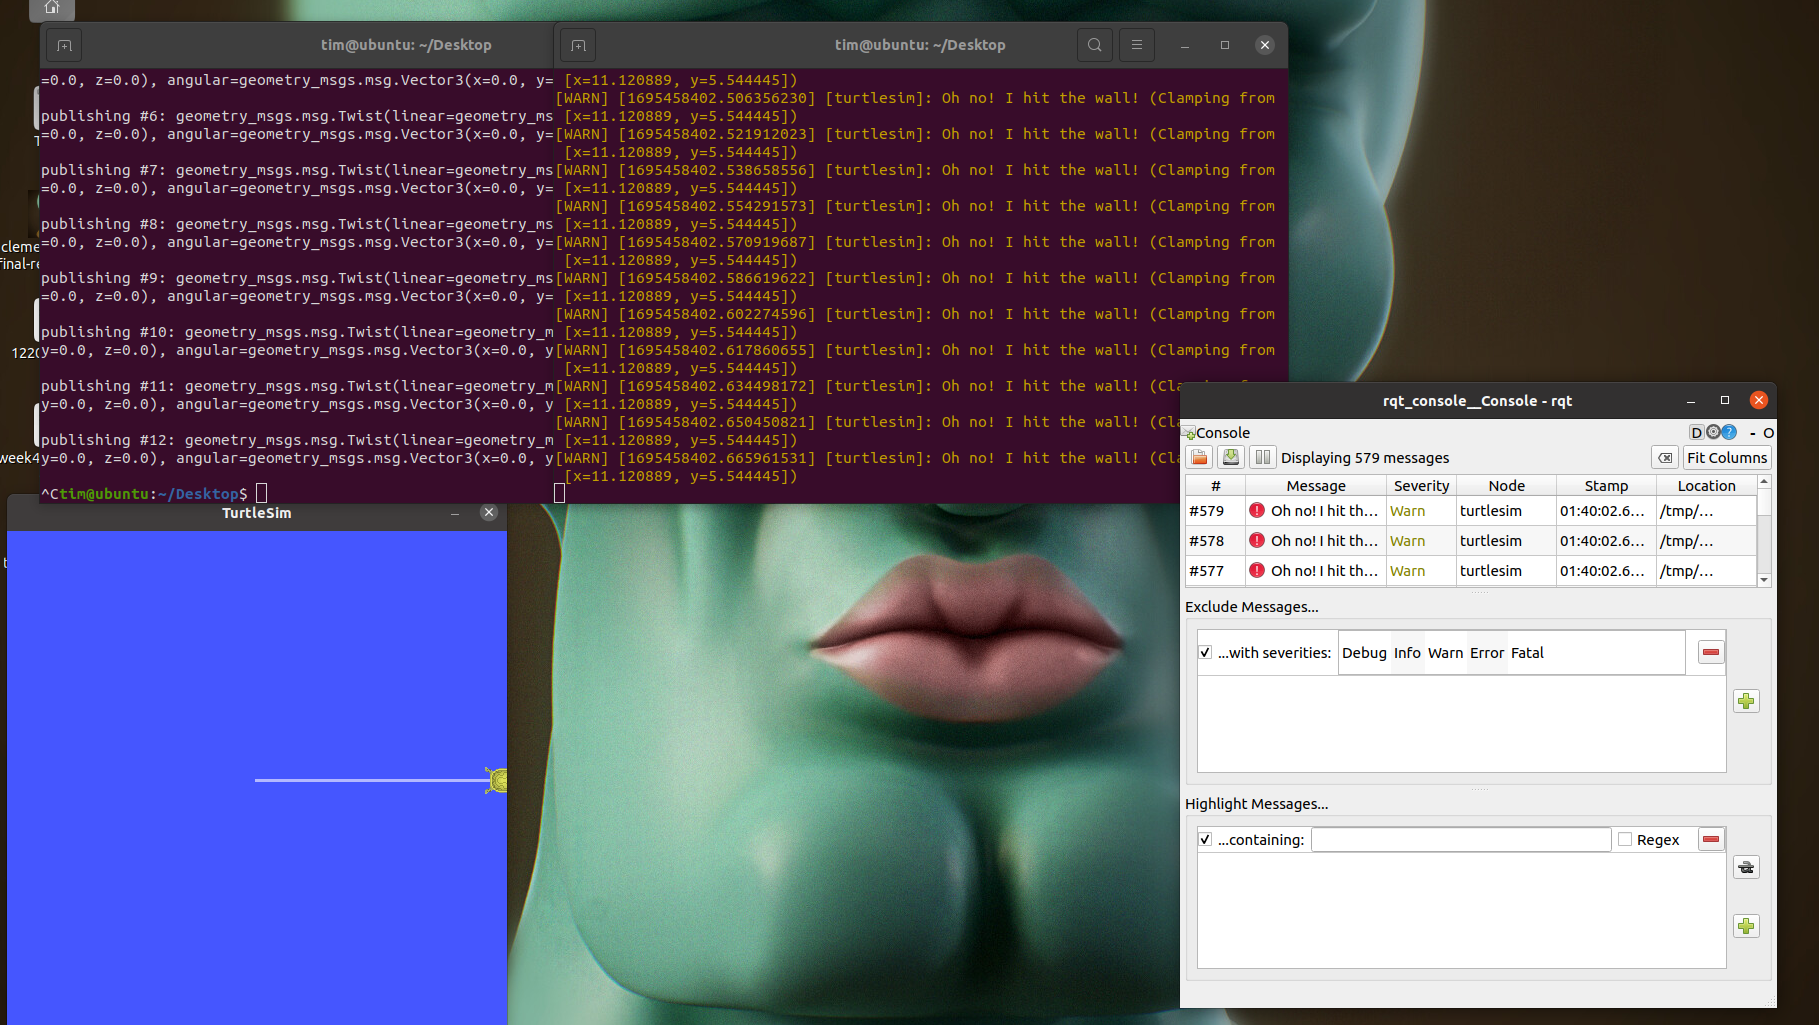 tim@ubuntu: ~/Desktop
=0.0, z=0.0), angular=geometry_msgs.msg.Vector3(x=0.0, y=
publishing #6: geometry_msgs.msg.Twist(linear=geometry_ms
=0.0, z=0.0), angular=geometry_msgs.msg.Vector3(x=0.0, y=
publishing #7: geometry_msgs.msg.Twist(linear=geometry_ms
=0.0, z=0.0), angular=geometry_msgs.msg.Vector3(x=0.0, y=
publishing #8: geometry_msgs.msg.Twist(linear=geometry_ms
=0.0, z=0.0), angular=geometry_msgs.msg.Vector3(x=0.0, y=
publishing #9: geometry_msgs.msg.Twist(linear=geometry_ms
=0.0, z=0.0), angular=geometry_msgs.msg.Vector3(x=0.0, y=
publishing #10: geometry_msgs.msg.Twist(linear=geometry_m
y=0.0, z=0.0), angular=geometry_msgs.msg.Vector3(x=0.0, y
publishing #11: geometry_msgs.msg.Twist(linear=geometry_m
y=0.0, z=0.0), angular=geometry_msgs.msg.Vector3(x=0.0, y
publishing #12: geometry_msgs.msg.Twist(linear=geometry_m
y=0.0, z=0.0), angular=geometry_msgs.msg.Vector3(x=0.0, y
^Ctim@ubuntu:~/Desktop$
tim@ubuntu: ~/Desktop
[x=11.120889, y=5.544445])
[WARN] [1695458402.506356230] [turtlesim]: Oh no! I hit the wall! (Clamping from
[x=11.120889, y=5.544445])
[WARN] [1695458402.521912023] [turtlesim]: Oh no! I hit the wall! (Clamping from
[x=11.120889, y=5.544445])
[WARN] [1695458402.538658556] [turtlesim]: Oh no! I hit the wall! (Clamping from
[x=11.120889, y=5.544445])
[WARN] [1695458402.554291573] [turtlesim]: Oh no! I hit the wall! (Clamping from
[x=11.120889, y=5.544445])
[WARN] [1695458402.570919687] [turtlesim]: Oh no! I hit the wall! (Clamping from
[x=11.120889, y=5.544445])
[WARN] [1695458402.586619622] [turtlesim]: Oh no! I hit the wall! (Clamping from
[x=11.120889, y=5.544445])
[WARN] [1695458402.602274596] [turtlesim]: Oh no! I hit the wall! (Clamping from
[x=11.120889, y=5.544445])
[WARN] [1695458402.617860655] [turtlesim]: Oh no! I hit the wall! (Clamping from
[x=11.120889, y=5.544445])
[WARN] [1695458402.634498172] [turtlesim]: Oh no! I hit the wall! (Clamping from
[x=11.120889, y=5.544445])
[WARN] [1695458402.650450821] [turtlesim]: Oh no! I hit the wall! (Cl
[x=11.120889, y=5.544445])
[WARN] [1695458402.665961531] [turtlesim]: Oh no! I hit the wall! (Cl
[x=11.120889, y=5.544445])
cleme
final-re
122
week4
TurtleSim
rqt_console__Console - rqt
Console
D
- O
Displaying 579 messages
Fit Columns
# Message Severity Node Stamp Location
#579 Oh no! I hit th... Warn turtlesim 01:40:02.6... /tmp/...
#578 Oh no! I hit th... Warn turtlesim 01:40:02.6... /tmp/...
#577 Oh no! I hit th... Warn turtlesim 01:40:02.6... /tmp/...
Exclude Messages...
...with severities: Debug Info Warn Error Fatal
Highlight Messages...
...containing: Regex